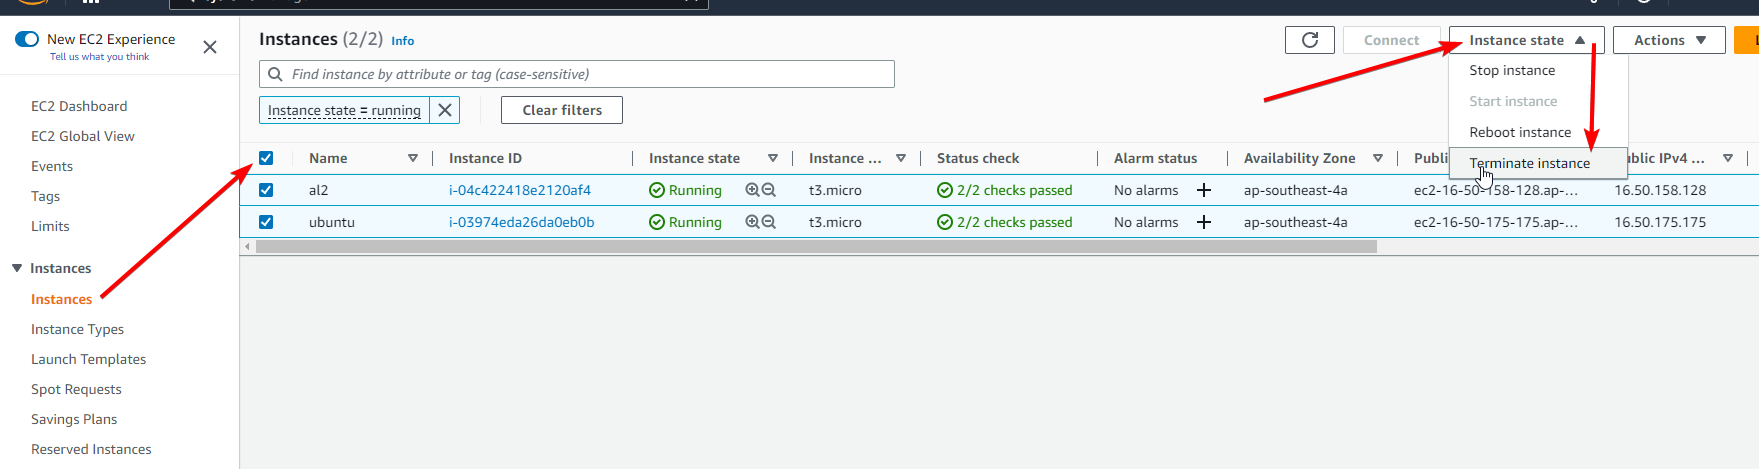 New EC2 Experience
Tell us what you think
EC2 Dashboard
EC2 Global View
Events
Tags
Limits
Instances
Instances
Instance Types
Launch Templates
Spot Requests
Savings Plans
Reserved Instances
Instances (2/2) Info
Connect Instance state Actions
Find instance by attribute or tag (case-sensitive)
Instance state = running Clear filters
Stop instance
Start instance
Reboot instance
Terminate instance
Name Instance ID Instance state Instance ... Status check Alarm status Availability Zone Publi IPv4 ...
al2 i-04c422418e2120af4 Running t3.micro 2/2 checks passed No alarms ap-southeast-4a ec2-16-50-158-128.ap-... 16.50.158.128
ubuntu i-03974eda26da0eb0b Running t3.micro 2/2 checks passed No alarms ap-southeast-4a ec2-16-50-175-175.ap-... 16.50.175.175